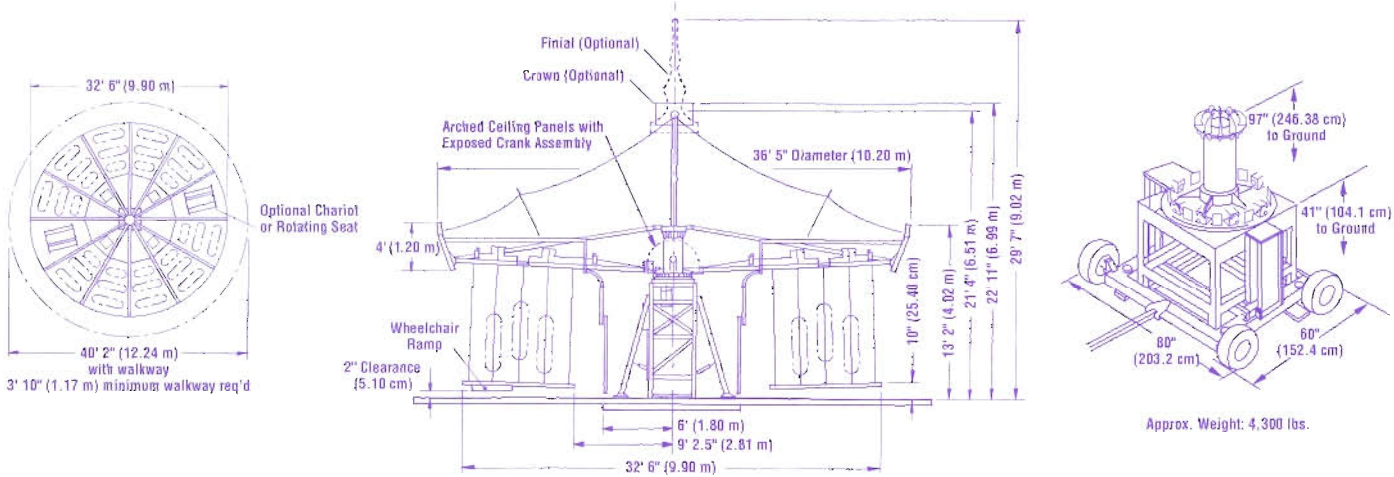 32' 6" (9.90 m)
Optional Chariot
or Rotating Seat
40' 2" (12.24 m)
with walkway
3' 10" (1.17 m) minimum walkway req'd
Finial (Optional)
Crown (Optional)
Arched Ceiling Panels with
Exposed Crank Assembly
36' 5" Diameter (10.20 m)
4' (1.20 m)
Wheelchair
Ramp
2" Clearance
(5.10 cm)
10" (25.40 cm)
13' 2" (4.02 m)
21' 4" (6.51 m)
22' 11" (6.99 m)
29' 7" (9.02 m)
6' (1.80 m)
9' 2.5" (2.81 m)
32' 6" (9.90 m)
97" (246.38 cm)
to Ground
41" (104.1 cm)
to Ground
80"
(203.2 cm)
60"
(152.4 cm)
Approx. Weight: 4,300 lbs.